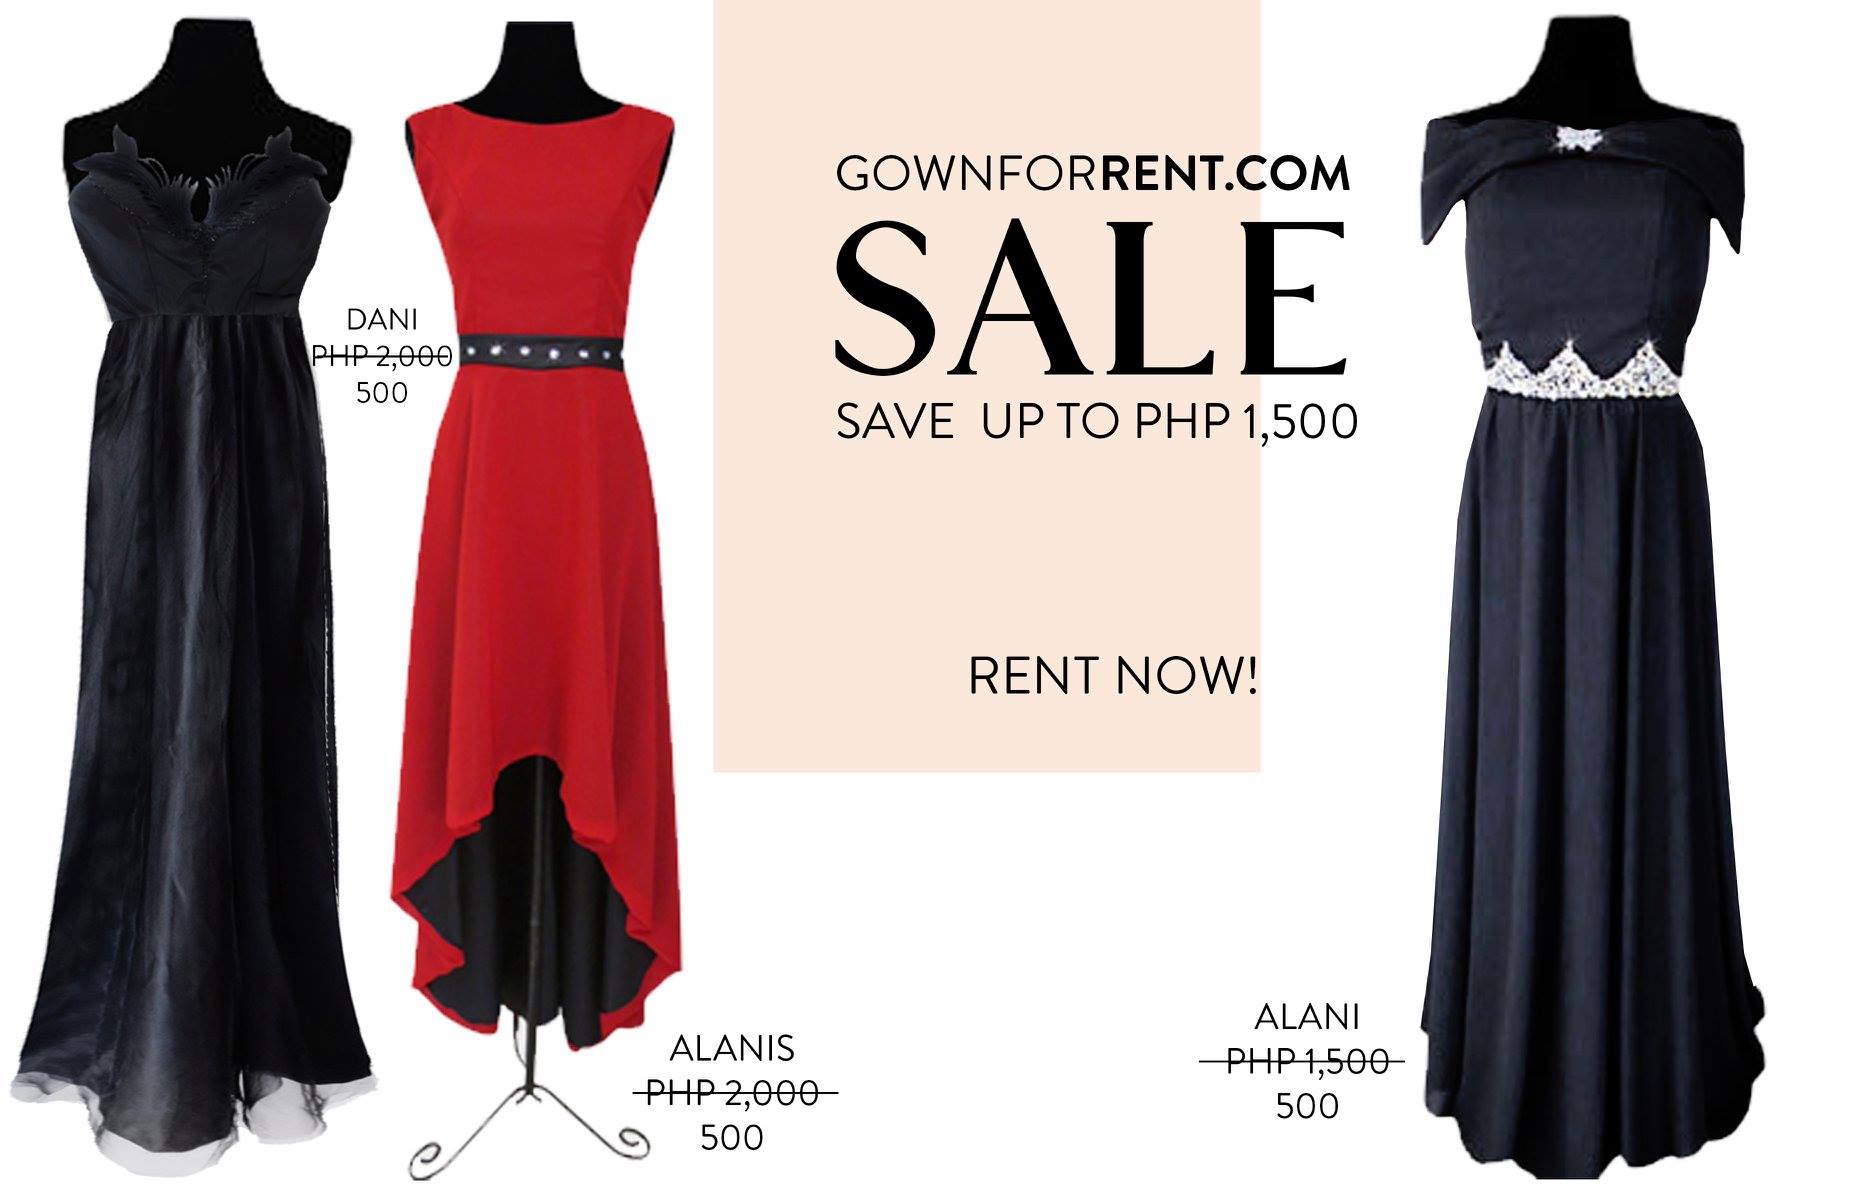 GOWNFORRENT.COM
SALE
SAVE UP TO PHP 1,500
RENT NOW!
DANI
PHP 2,000
500
ALANIS
PHP 2,000
500
ALANI
PHP 1,500
500